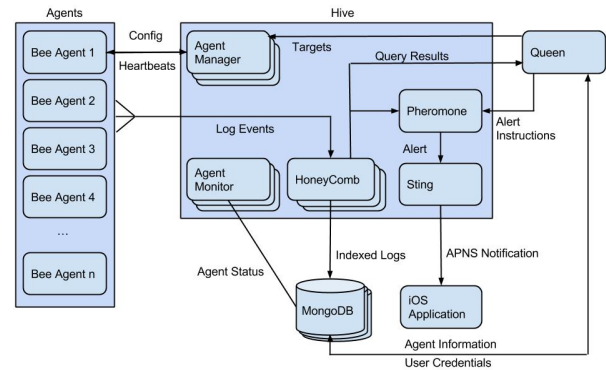 Agents
Hive
Bee Agent 1
Config
Heartbeats
Agent
Manager
Targets
Query Results
Queen
Bee Agent 2
Log Events
Pheromone
Alert
Instructions
Bee Agent 3
Alert
Agent
Monitor
HoneyComb
Sting
Bee Agent 4
...
Indexed Logs
APNS Notification
Agent Status
Bee Agent n
MongoDB
iOS
Application
Agent Information
User Credentials